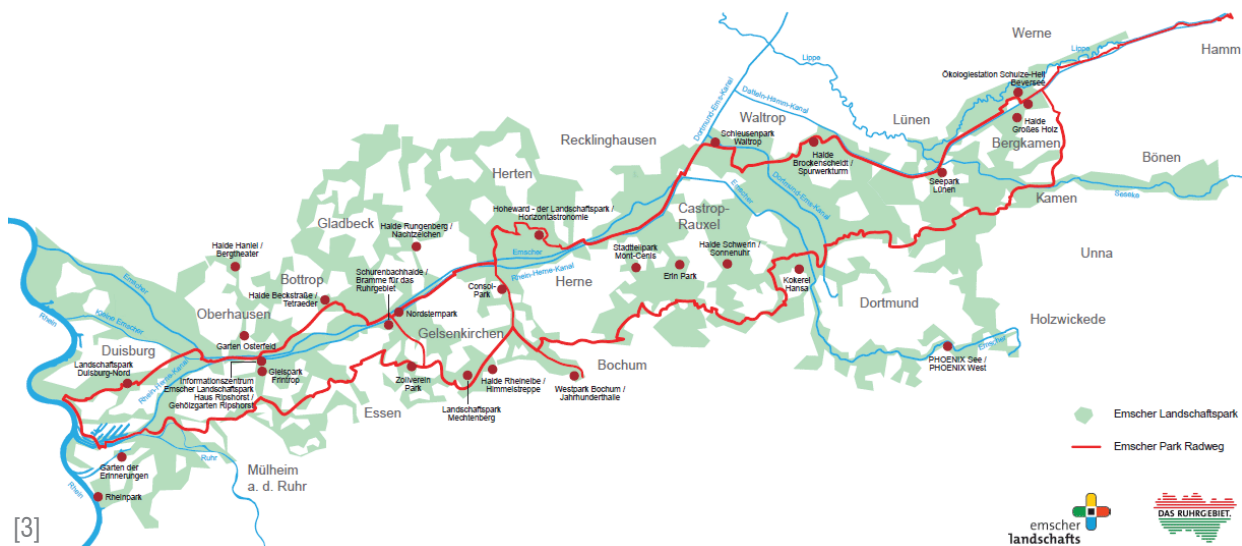 Werne
Lippe
Hamm
Ökologiestation Schulze-Heil
Beversee
Lippe
Dortmund-Ems-Kanal
Datteln-Hamm-Kanal
Waltrop
Lünen
Halde
Großes Holz
Bergkamen
Recklinghausen
Schleusenpark
Waltrop
Halde
Brockenscheidt /
Spurwerkturm
Bönen
Seepark
Lünen
Herten
Emscher
Dortmund-Ems-Kanal
Kamen
Seseke
Hoheward - der Landschaftspark /
Horizontastronomie
Castrop-
Rauxel
Gladbeck
Halde Rungenberg /
Nachtzeichen
Halde Haniel /
Bergtheater
Stadtteilpark
Mont-Cenis
Erin Park
Halde Schwerin /
Sonnenuhr
Unna
Emscher
Rhein-Herne-Kanal
Emscher
Bottrop
Schurenbachhalde /
Bramme für das
Ruhrgebiet
Consol-
Park
Herne
Kokerei
Hansa
Halde Beckstraße /
Tetraeder
Nordsternpark
Dortmund
Rhein
Kleine Emscher
Oberhausen
Gelsenkirchen
Holzwickede
Garten Osterfeld
Emscher
Duisburg
Landschaftspark
Duisburg-Nord
Rhein-Herne-Kanal
Informationszentrum
Emscher Landschaftspark
Haus Ripshorst /
Gehölzgarten Ripshorst
Gleispark
Frintrop
Bochum
PHOENIX See /
PHOENIX West
Zollverein
Park
Halde Rheinelbe /
Himmelstreppe
Westpark Bochum /
Jahrhunderthalle
Essen
Landschaftspark
Mechtenberg
Emscher Landschaftspark
Emscher Park Radweg
Ruhr
Garten der
Erinnerungen
Mülheim
a. d. Ruhr
Rhein
Rheinpark
[3]
emscher
landschafts
DAS RUHRGEBIET.